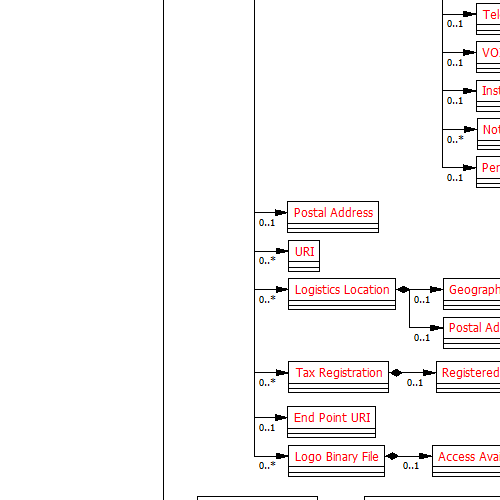 Tel
0..1
VO
0..1
Inst
0..1
Not
0..*
Per
0..1
Postal Address
0..1
URI
0..*
Logistics Location
0..*
Geograph
0..1
Postal Ad
0..1
Tax Registration
0..*
Registered
0..1
End Point URI
0..1
Logo Binary File
0..*
Access Avai
0..1